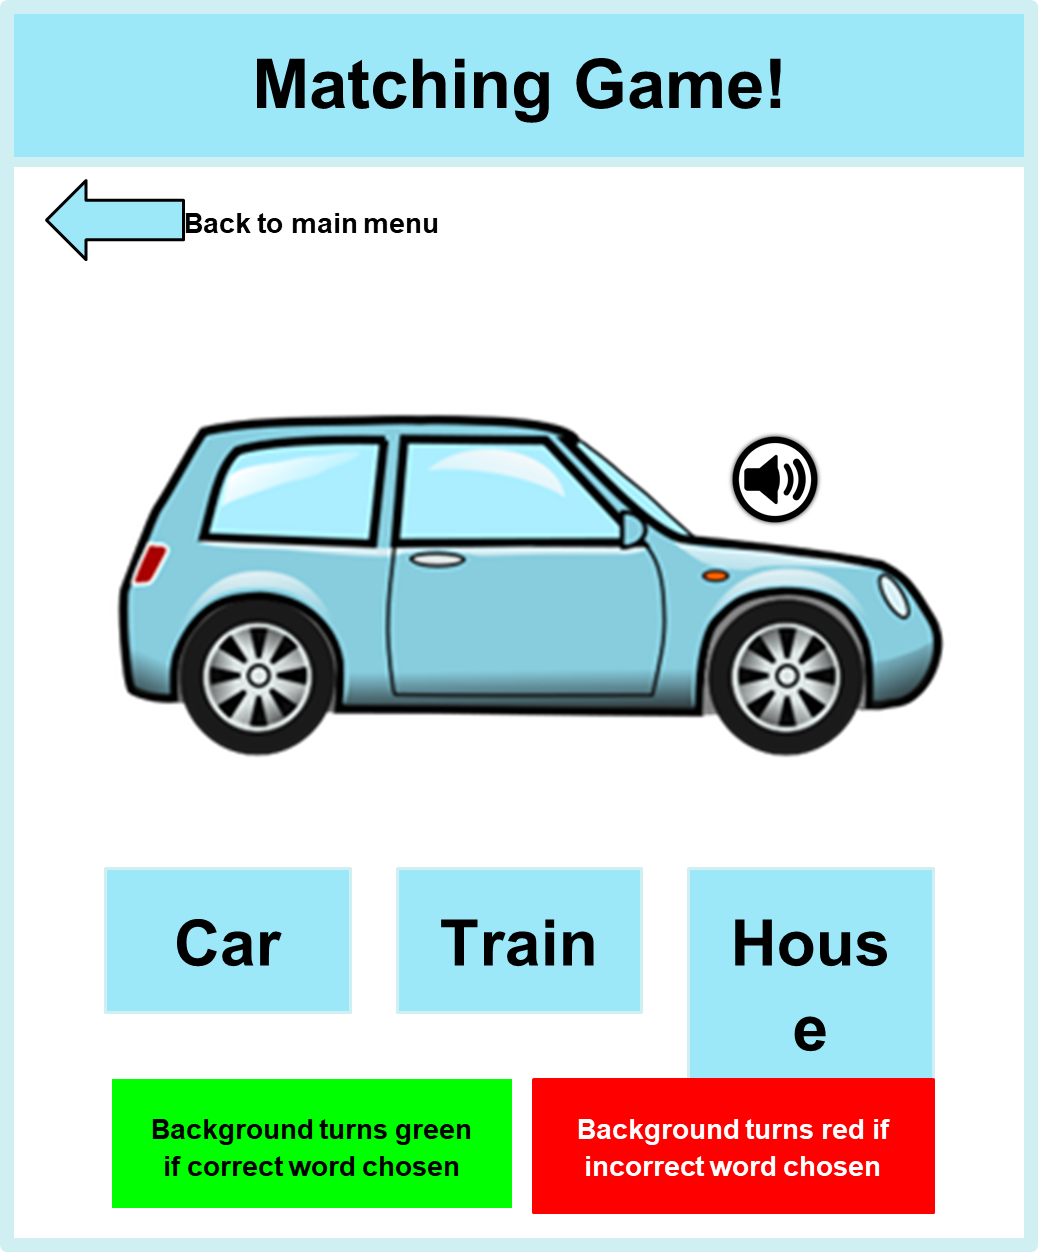 Matching Game!
Back to main menu
Car
Train
Hous
e
Background turns green
if correct word chosen
Background turns red if
incorrect word chosen